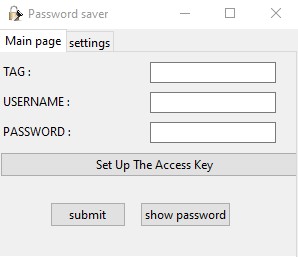 Password saver
Main page settings
TAG :
USERNAME :
PASSWORD :
Set Up The Access Key
submit show password